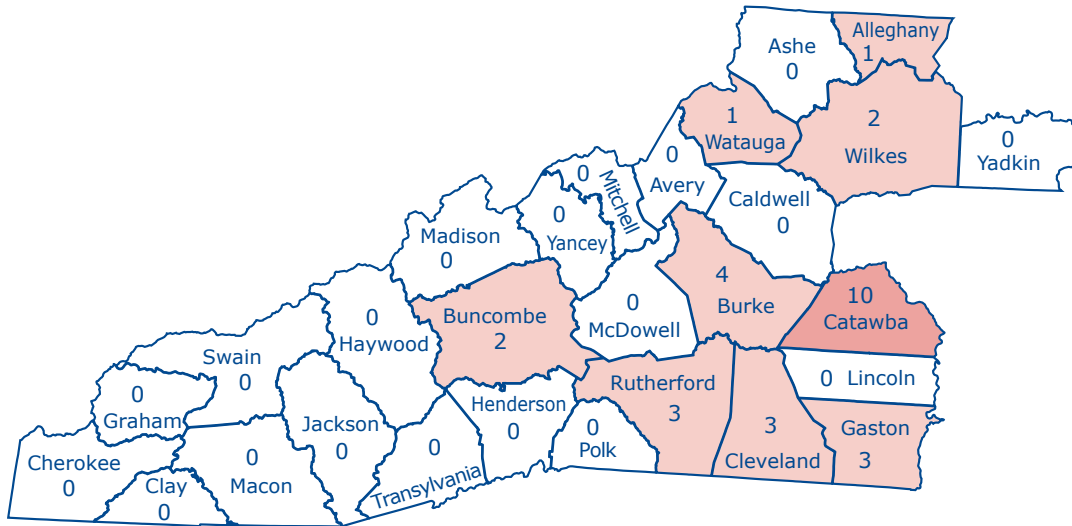 Alleghany
1
Ashe
0
1
Watauga
2
Wilkes
0
Yadkin
0
Avery
0
Mitchell
Caldwell
0
0
Yancey
Madison
0
4
Burke
10
Catawba
0
McDowell
Buncombe
2
0
Haywood
Swain
0
0
Graham
Jackson
0
Henderson
0
Rutherford
3
0 Lincoln
3
Cleveland
Gaston
3
0
Polk
0
Transylvania
0
Macon
Cherokee
0
Clay
0